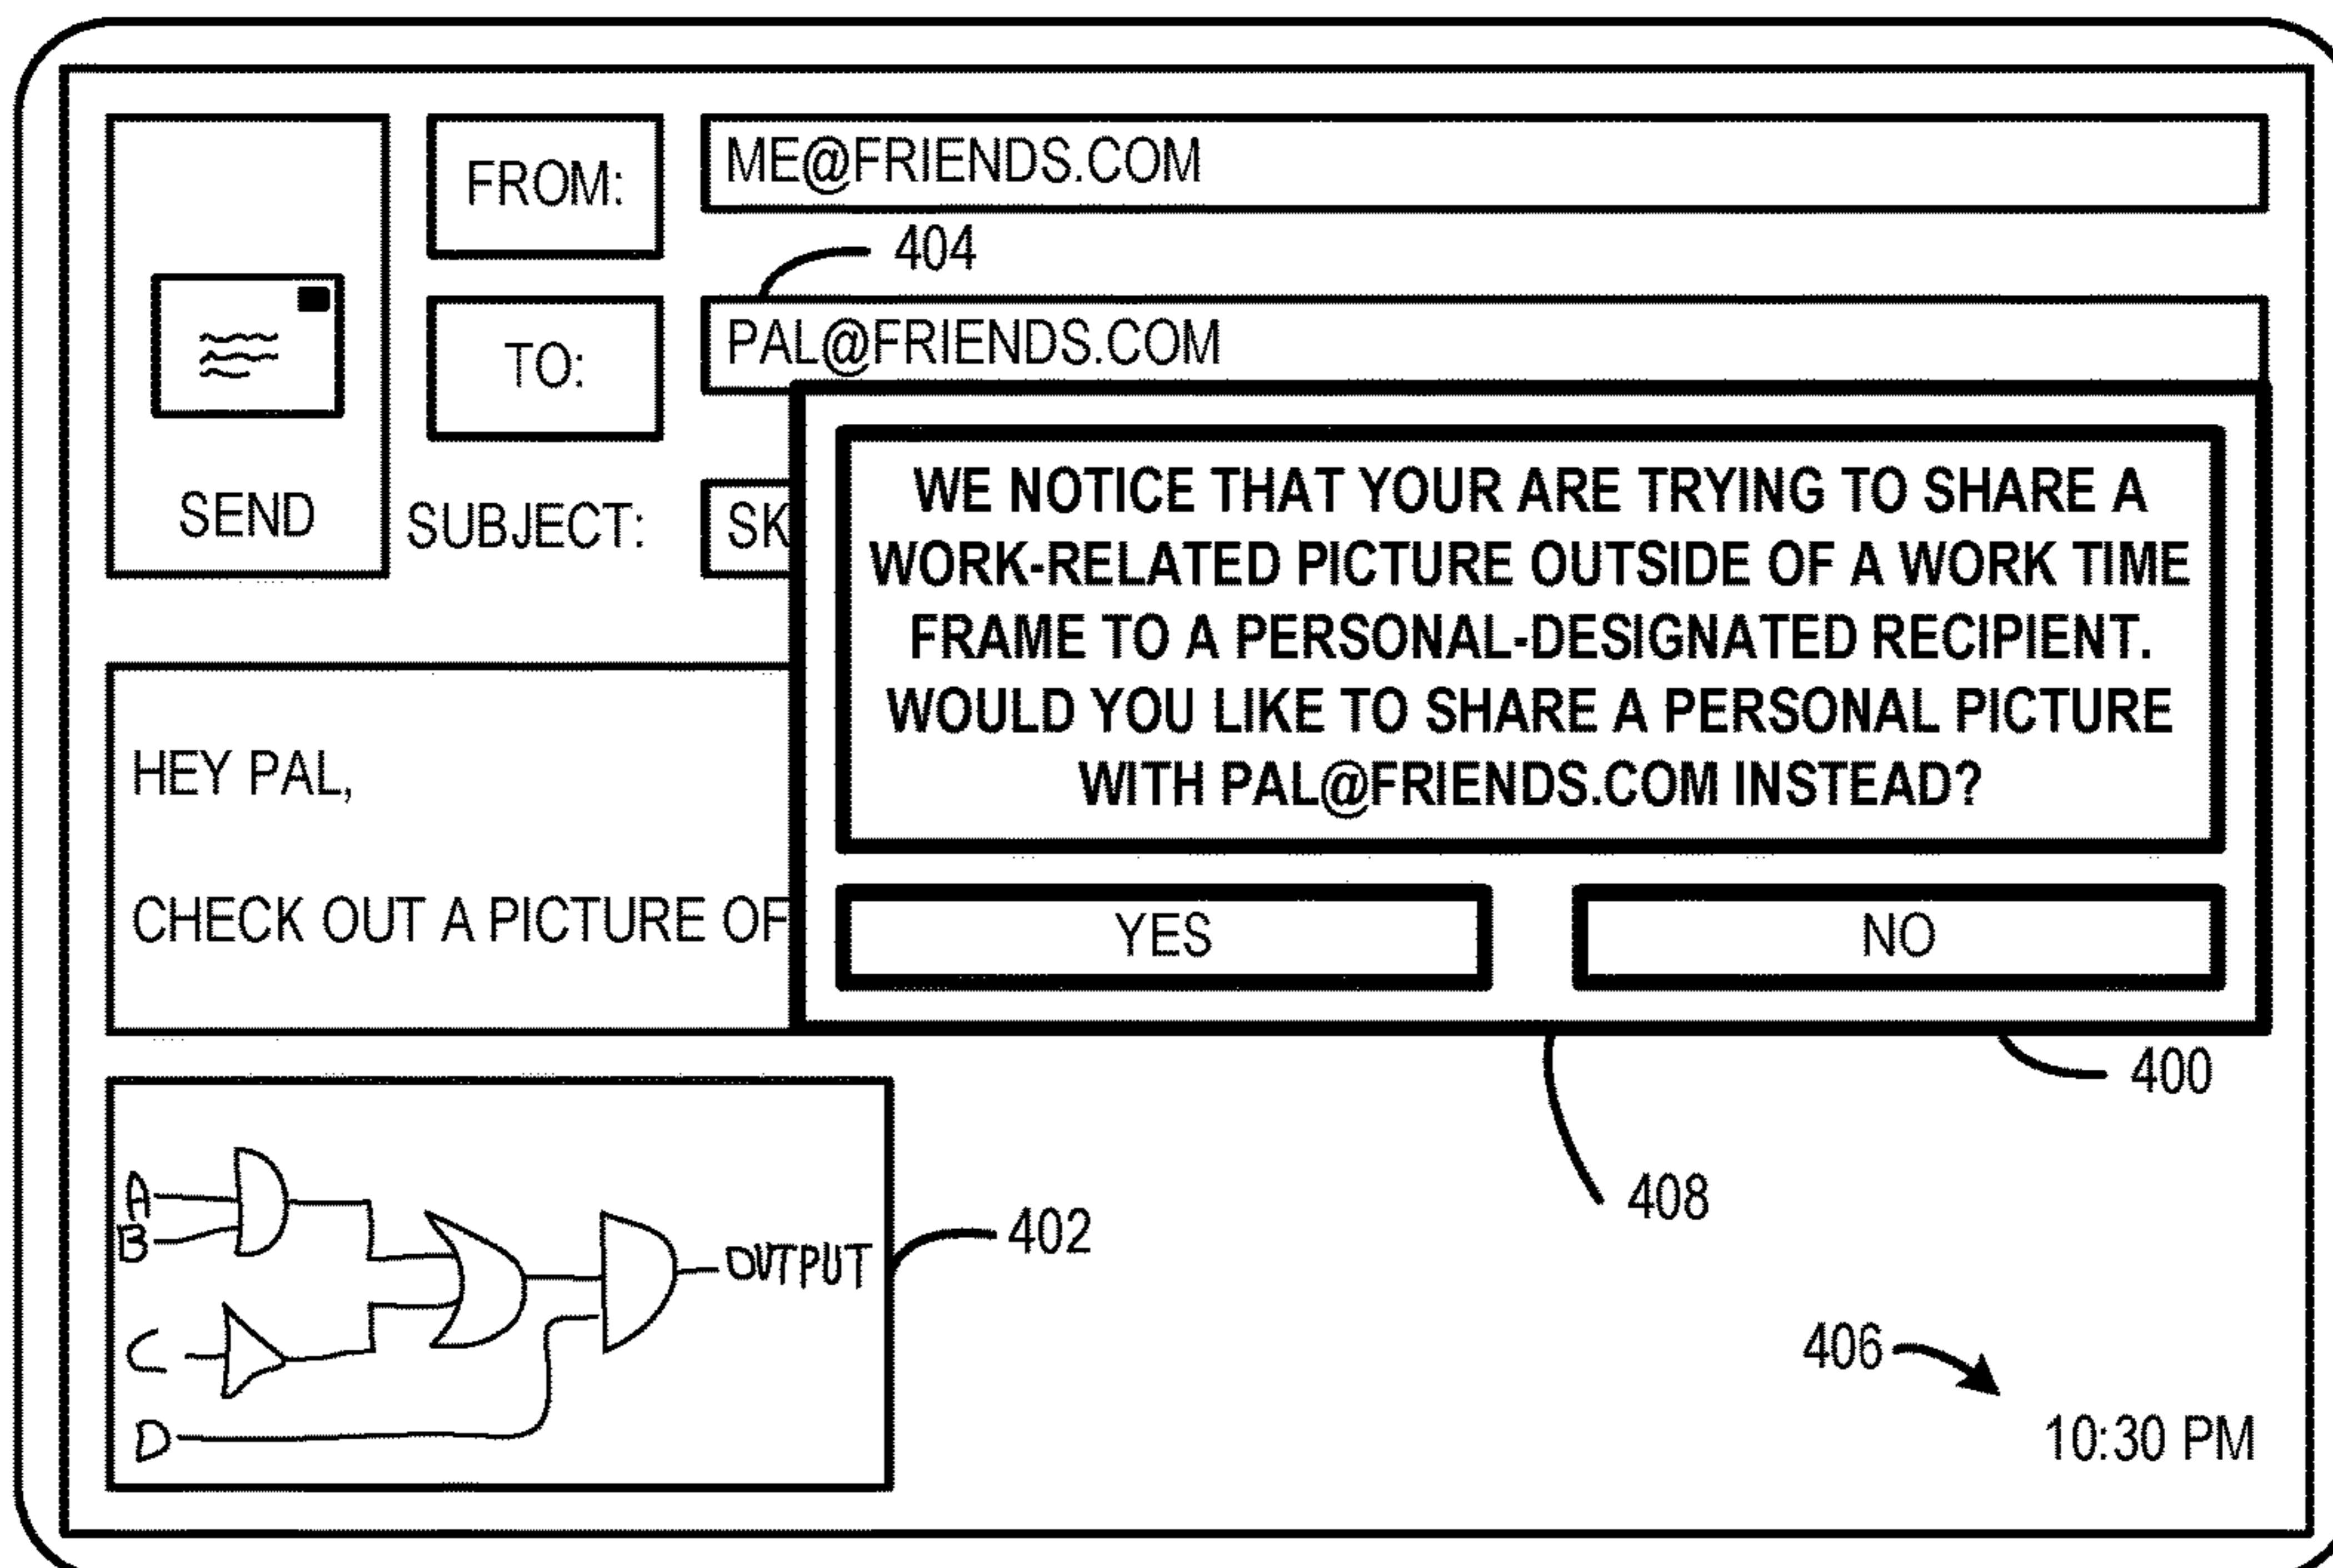 FROM:
ME@FRIENDS.COM
404
TO:
PAL@FRIENDS.COM
SEND
SUBJECT:
SK
WE NOTICE THAT YOUR ARE TRYING TO SHARE A
WORK-RELATED PICTURE OUTSIDE OF A WORK TIME
FRAME TO A PERSONAL-DESIGNATED RECIPIENT.
WOULD YOU LIKE TO SHARE A PERSONAL PICTURE
WITH PAL@FRIENDS.COM INSTEAD?
YES
NO
HEY PAL,
CHECK OUT A PICTURE OF
400
408
A
B
C
D
OUTPUT
402
406
10:30 PM